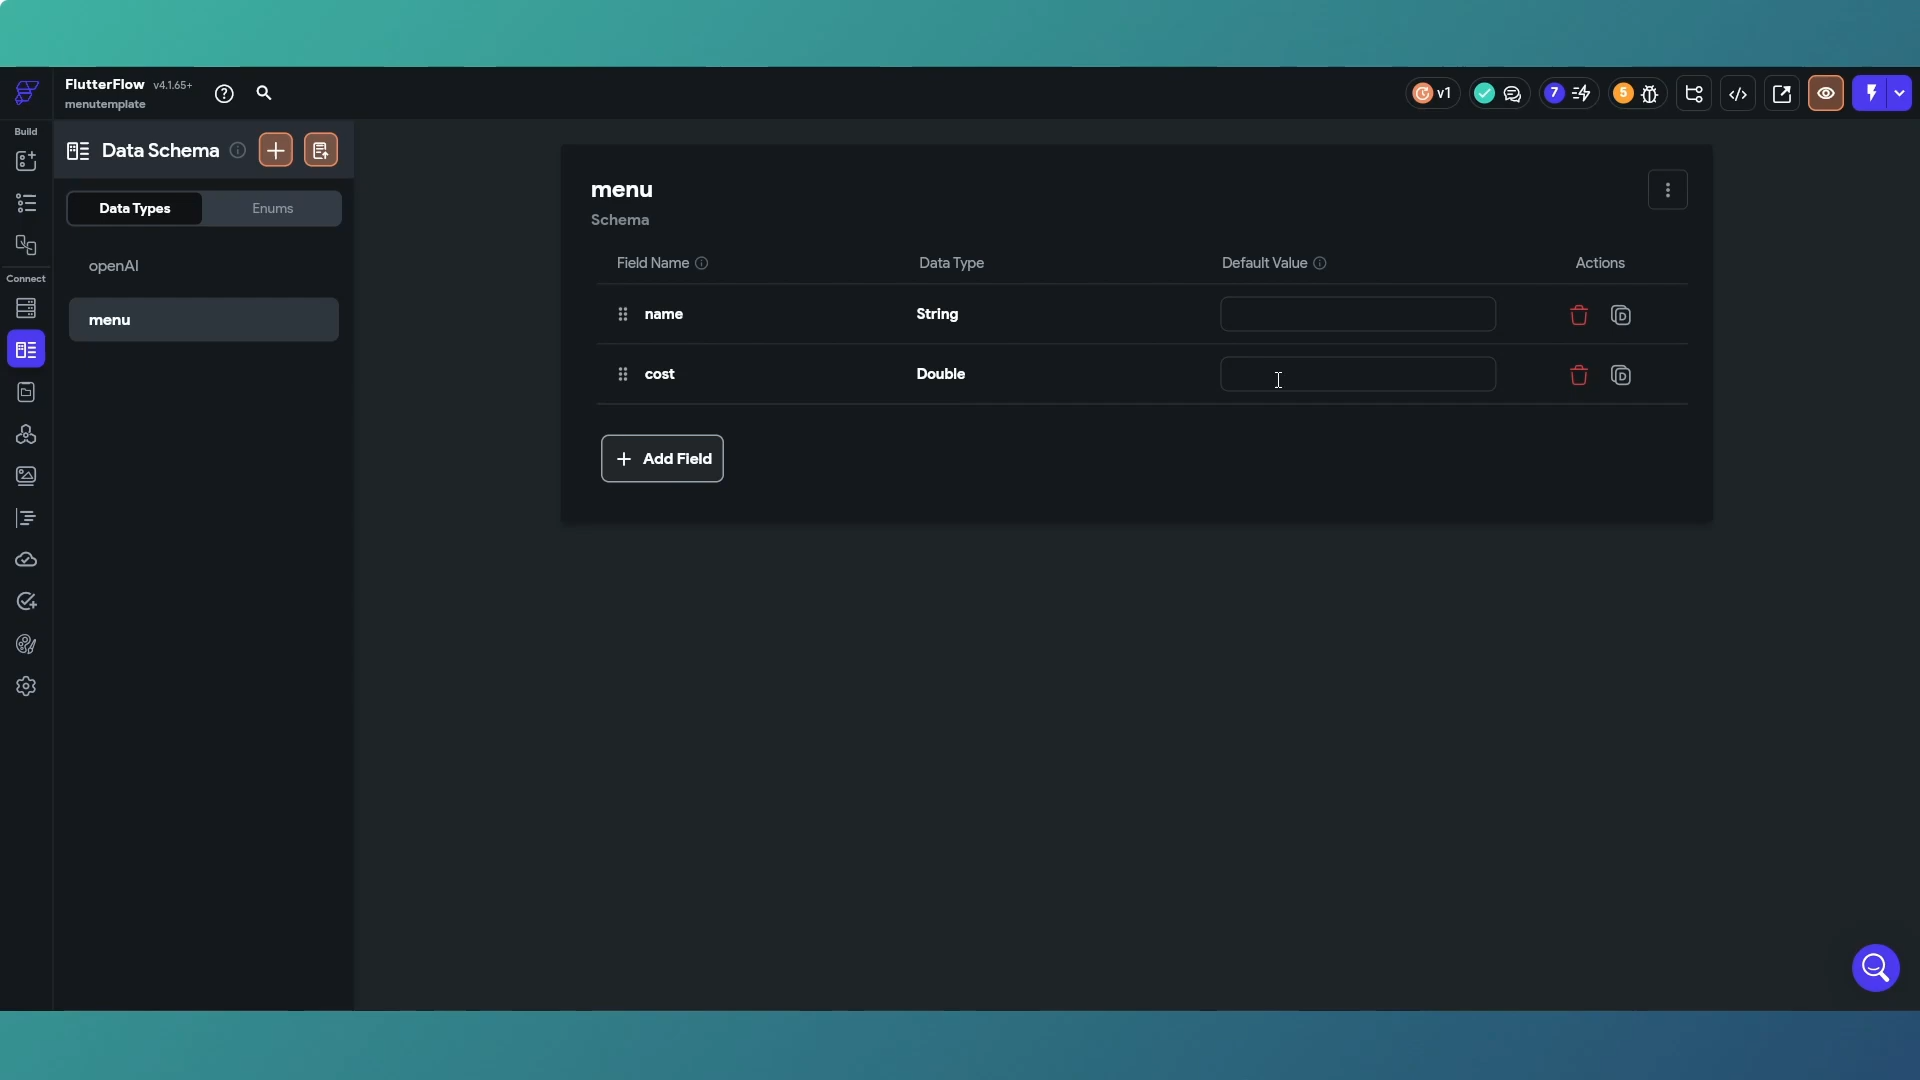 FlutterFlow v4.1.65+
menutemplate
v1
7
5
Build
Connect
Data Schema
Data Types
Enums
openAI
menu
menu
Schema
Field Name
Data Type
Default Value
Actions
name
String
cost
Double
+ Add Field